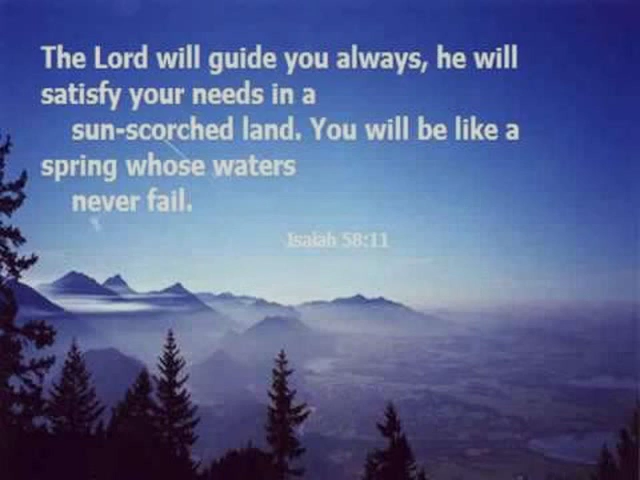 The Lord will guide you always, he will
satisfy your needs in a
sun-scorched land. You will be like a
spring whose waters
never fail.
Isaiah 58:11